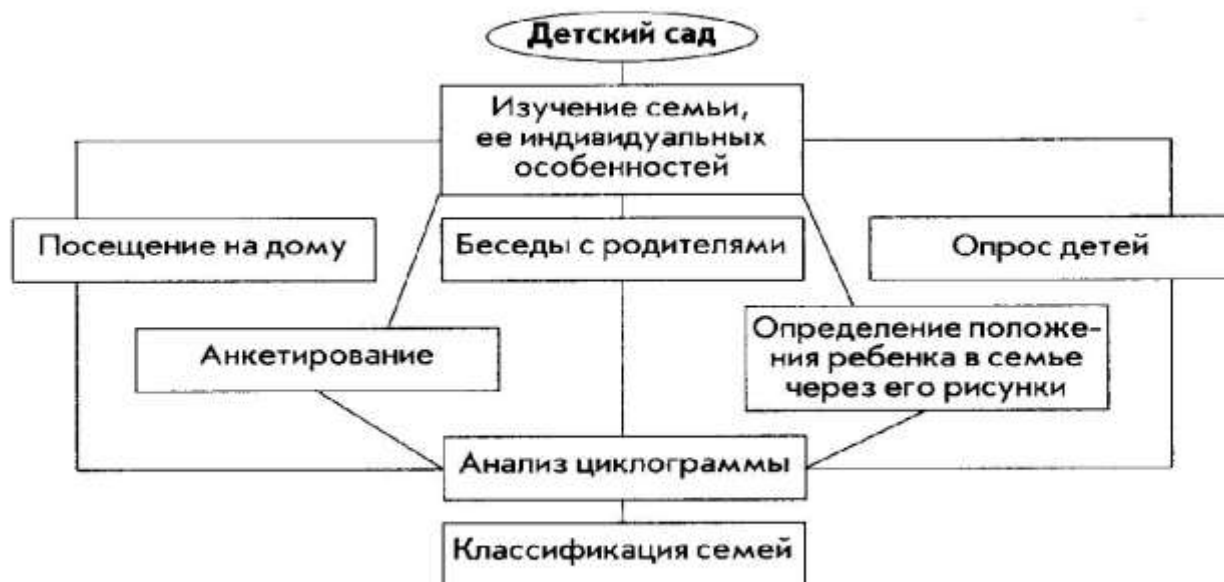 Детский сад
Изучение семьи,
ее индивидуальных
особенностей
Посещение на дому
Беседы с родителями
Опрос детей
Анкетирование
Определение положе-
ния ребенка в семье
через его рисунки
Анализ циклограммы
Классификация семей